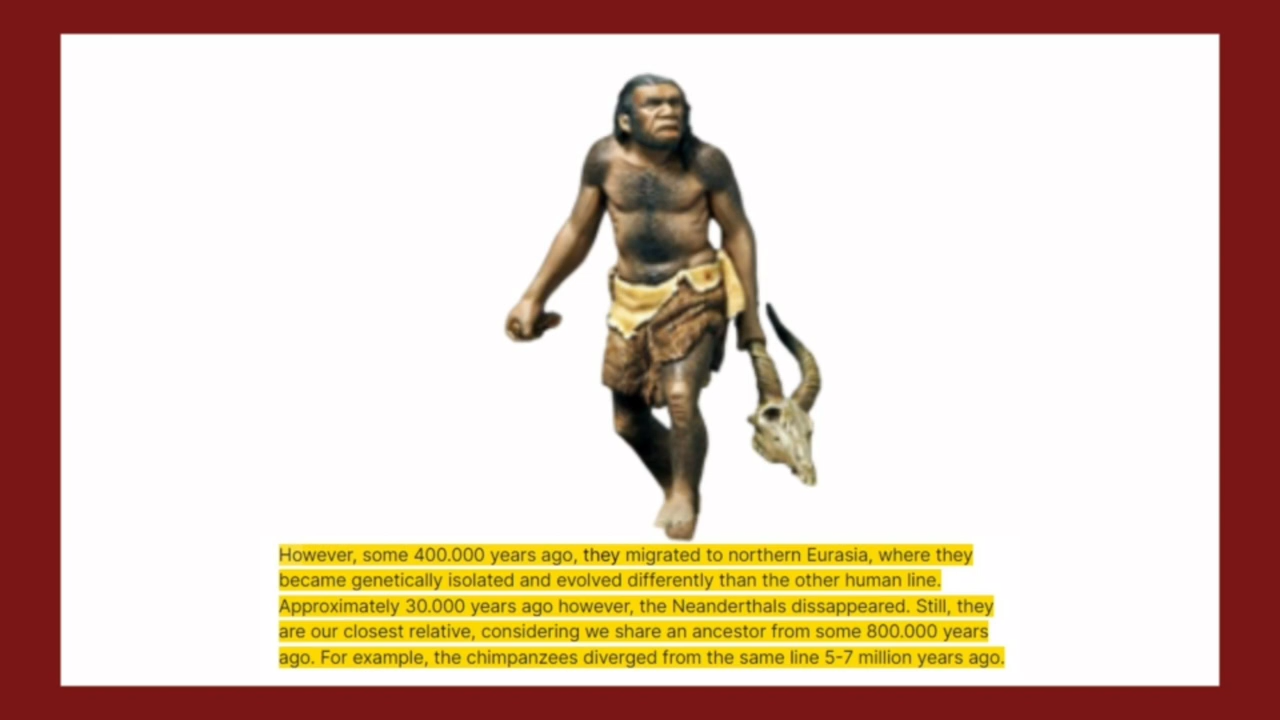 However, some 400.000 years ago, they migrated to northern Eurasia, where they
became genetically isolated and evolved differently than the other human line.
Approximately 30.000 years ago however, the Neanderthals dissappeared. Still, they
are our closest relative, considering we share an ancestor from some 800.000 years
ago. For example, the chimpanzees diverged from the same line 5-7 million years ago.